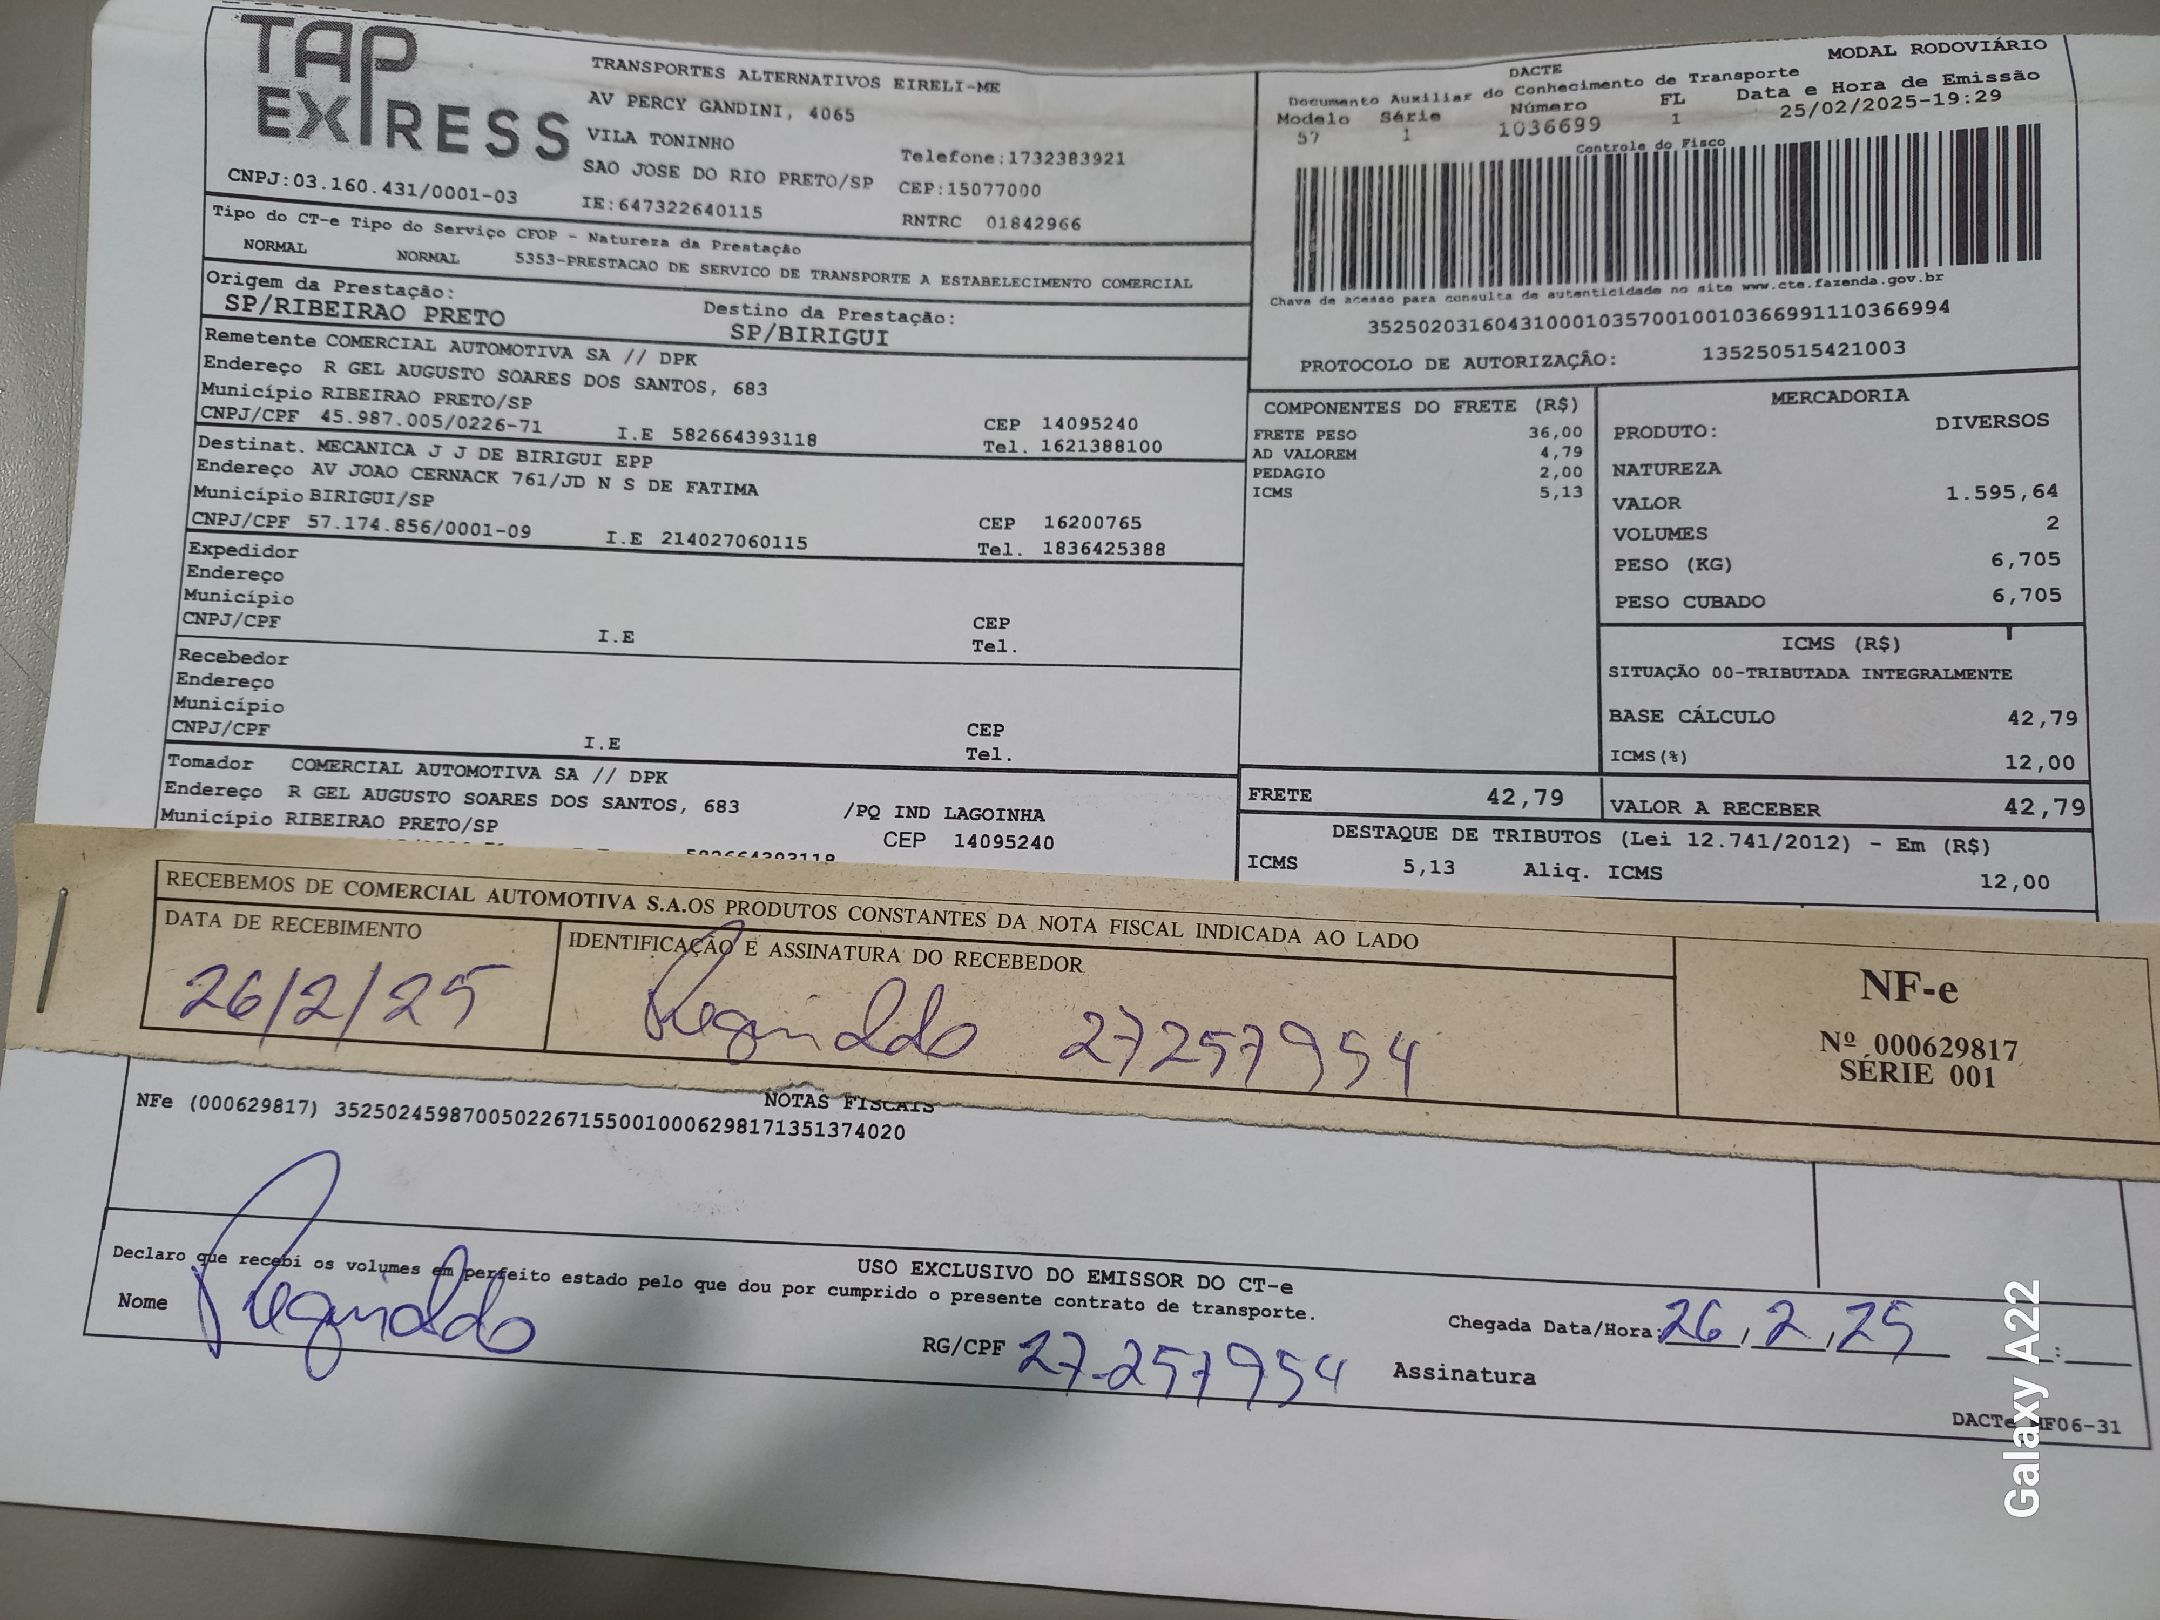 TAP EXPRESS
TRANSPORTES ALTERNATIVOS EIRELI-ME
AV PERCY GANDINI, 4065
VILA TONINHO
Telefone:1732383921
SAO JOSE DO RIO PRETO/SP CEP:15077000
CNPJ:03.160.431/0001-03 IE:647322640115 RNTRC 01842966
MODAL RODOVIÁRIO
DACTE
Documento Auxiliar do Conhecimento de Transporte
Modelo Série Número FL Data e Hora de Emissão
57 1 1036699 1 25/02/2025-19:29
Controle do Fisco
Chave de acesso para consulta de autenticidade no site www.cte.fazenda.gov.br
35250203160431000103570010010366991110366994
PROTOCOLO DE AUTORIZAÇÃO: 135250515421003
Tipo do CT-e Tipo do Serviço CFOP - Natureza da Prestação
NORMAL NORMAL 5353-PRESTACAO DE SERVICO DE TRANSPORTE A ESTABELECIMENTO COMERCIAL
Origem da Prestação: Destino da Prestação:
SP/RIBEIRAO PRETO SP/BIRIGUI
Remetente COMERCIAL AUTOMOTIVA SA // DPK
Endereço R GEL AUGUSTO SOARES DOS SANTOS, 683
Município RIBEIRAO PRETO/SP CEP 14095240
CNPJ/CPF 45.987.005/0226-71 I.E 582664393118 Tel. 1621388100
Destinat. MECANICA J J DE BIRIGUI EPP
Endereço AV JOAO CERNACK 761/JD N S DE FATIMA
Município BIRIGUI/SP CEP 16200765
CNPJ/CPF 57.174.856/0001-09 I.E 214027060115 Tel. 1836425388
Expedidor
Endereço
Município CEP
CNPJ/CPF I.E Tel.
Recebedor
Endereço
Município CEP
CNPJ/CPF I.E Tel.
Tomador COMERCIAL AUTOMOTIVA SA // DPK
Endereço R GEL AUGUSTO SOARES DOS SANTOS, 683 /PQ IND LAGOINHA
Município RIBEIRAO PRETO/SP CEP 14095240
582664393118
COMPONENTES DO FRETE (R$)
FRETE PESO 36,00
AD VALOREM 4,79
PEDAGIO 2,00
ICMS 5,13
MERCADORIA
PRODUTO: DIVERSOS
NATUREZA
VALOR 1.595,64
VOLUMES 2
PESO (KG) 6,705
PESO CUBADO 6,705
ICMS (R$)
SITUAÇÃO 00-TRIBUTADA INTEGRALMENTE
BASE CÁLCULO 42,79
ICMS(%) 12,00
FRETE 42,79 VALOR A RECEBER 42,79
DESTAQUE DE TRIBUTOS (Lei 12.741/2012) - Em (R$)
ICMS 5,13 Aliq. ICMS 12,00
RECEBEMOS DE COMERCIAL AUTOMOTIVA S.A.OS PRODUTOS CONSTANTES DA NOTA FISCAL INDICADA AO LADO
DATA DE RECEBIMENTO IDENTIFICAÇÃO E ASSINATURA DO RECEBEDOR
26/2/25 Reginaldo 27257954
NF-e
Nº 000629817
SÉRIE 001
NOTAS FISCAIS
NFe (000629817) 35250245987005022671550010006298171351374020
USO EXCLUSIVO DO EMISSOR DO CT-e
Declaro que recebi os volumes em perfeito estado pelo que dou por cumprido o presente contrato de transporte.
Nome Reginaldo RG/CPF 27.257954 Chegada Data/Hora: 26/2/25 :
Assinatura
DACTe MF06-31
Galaxy A22